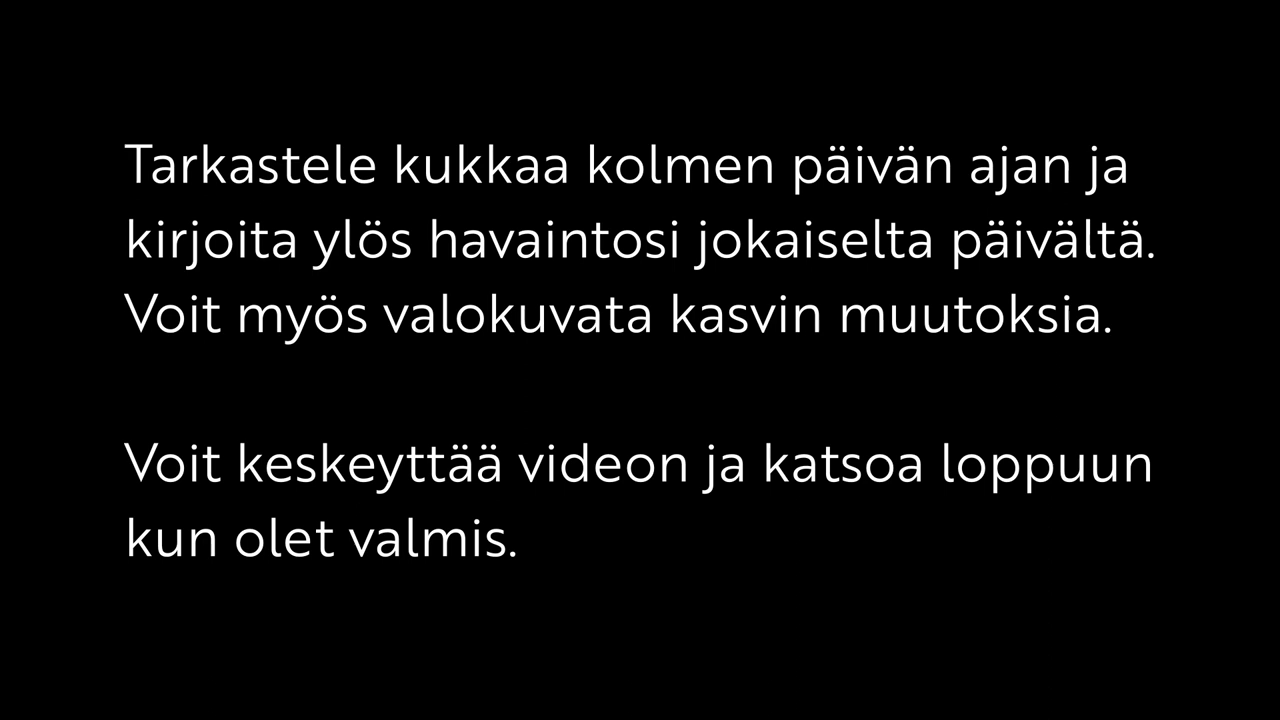 Tarkastele kukkaa kolmen päivän ajan ja
kirjoita ylös havaintosi jokaiselta päivältä.
Voit myös valokuvata kasvin muutoksia.
Voit keskeyttää videon ja katsoa loppuun
kun olet valmis.